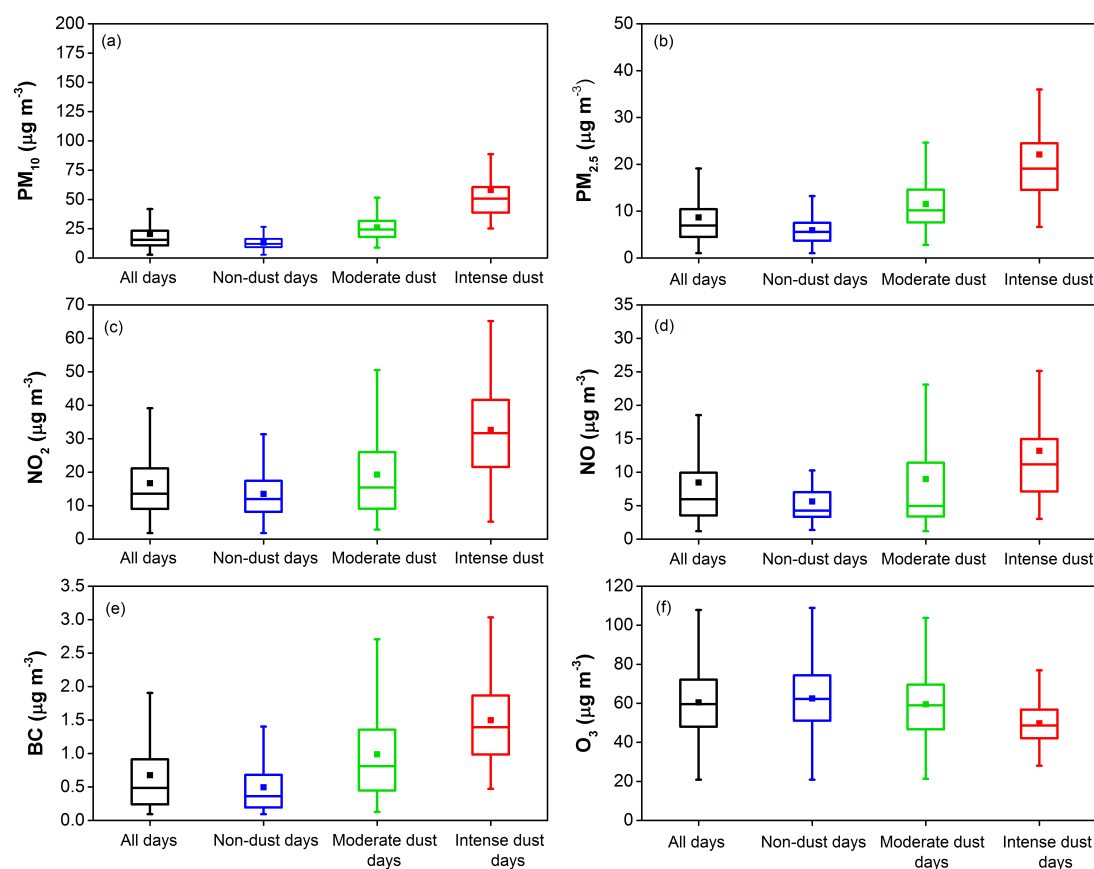 (a)
PM10 (μg m-3)
200
175
150
125
100
75
50
25
0
All days Non-dust days Moderate dust Intense dust
(b)
PM2.5 (μg m-3)
50
40
30
20
10
0
All days Non-dust days Moderate dust Intense dust
(c)
NO2 (μg m-3)
70
60
50
40
30
20
10
0
All days Non-dust days Moderate dust Intense dust
(d)
NO (μg m-3)
35
30
25
20
15
10
5
0
All days Non-dust days Moderate dust Intense dust
(e)
BC (μg m-3)
3.5
3.0
2.5
2.0
1.5
1.0
0.5
0.0
All days Non-dust days Moderate dust Intense dust
days days
(f)
O3 (μg m-3)
120
100
80
60
40
20
0
All days Non-dust days Moderate dust Intense dust
days days